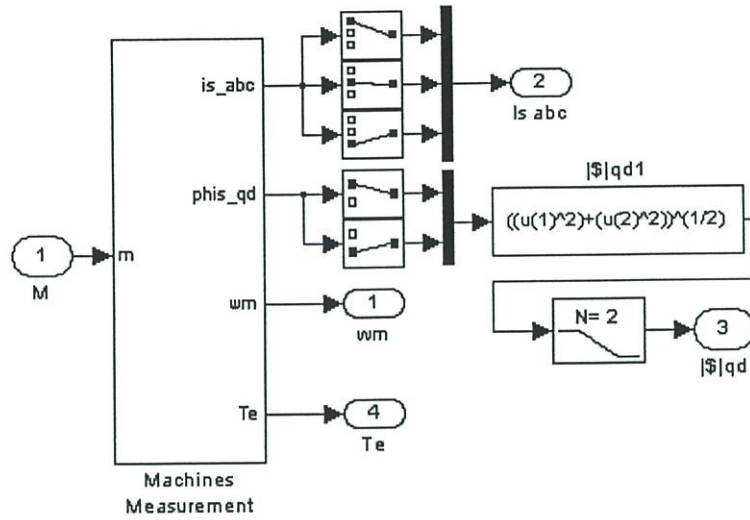 is_abc
2
Is abc
|$|qd1
phis_qd
((u(1)^2)+(u(2)^2))^(1/2)
1
m
M
wm
1
wm
N= 2
3
|$|qd
Te
4
Te
Machines
Measurement